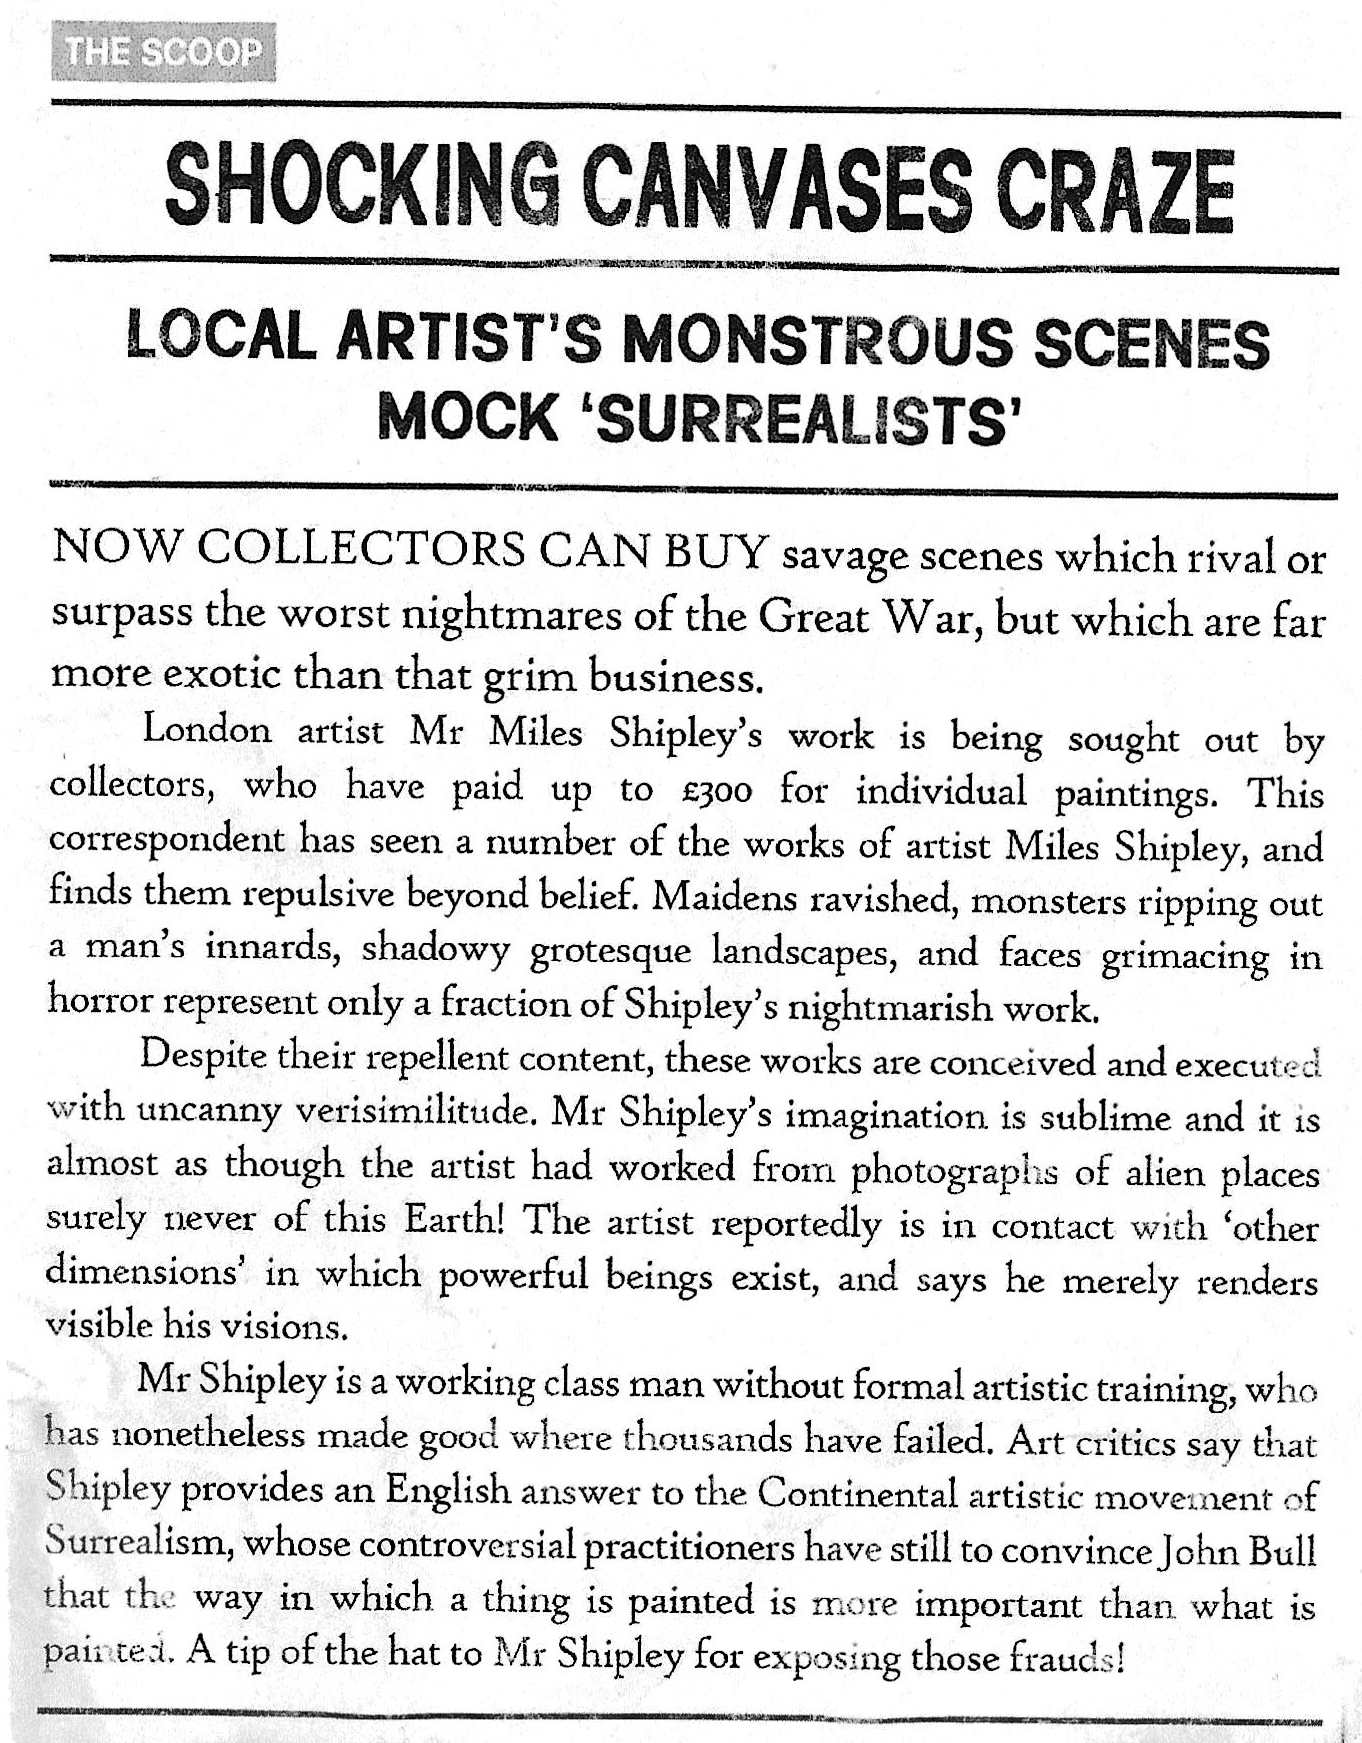 THE SCOOP
SHOCKING CANVASES CRAZE
LOCAL ARTIST'S MONSTROUS SCENES
MOCK 'SURREALISTS'
NOW COLLECTORS CAN BUY savage scenes which rival or
surpass the worst nightmares of the Great War, but which are far
more exotic than that grim business.
London artist Mr Miles Shipley's work is being sought out by
collectors, who have paid up to £300 for individual paintings. This
correspondent has seen a number of the works of artist Miles Shipley, and
finds them repulsive beyond belief. Maidens ravished, monsters ripping out
a man's innards, shadowy grotesque landscapes, and faces grimacing in
horror represent only a fraction of Shipley's nightmarish work.
Despite their repellent content, these works are conceived and executed
with uncanny verisimilitude. Mr Shipley's imagination is sublime and it is
almost as though the artist had worked from photographs of alien places
surely never of this Earth! The artist reportedly is in contact with 'other
dimensions' in which powerful beings exist, and says he merely renders
visible his visions.
Mr Shipley is a working class man without formal artistic training, who
has nonetheless made good where thousands have failed. Art critics say that
Shipley provides an English answer to the Continental artistic movement of
Surrealism, whose controversial practitioners have still to convince John Bull
that the way in which a thing is painted is more important than what is
painted. A tip of the hat to Mr Shipley for exposing those frauds!